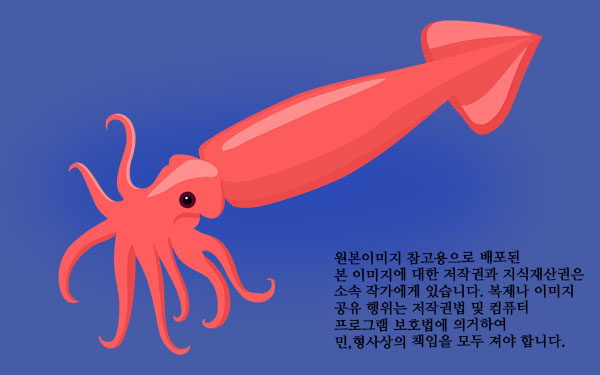 원본이미지 참고용으로 배포된
본 이미지에 대한 저작권과 지식재산권은
소속 작가에게 있습니다. 복제나 이미지
공유 행위는 저작권법 및 컴퓨터
프로그램 보호법에 의거하여
민,형사상의 책임을 모두 져야 합니다.